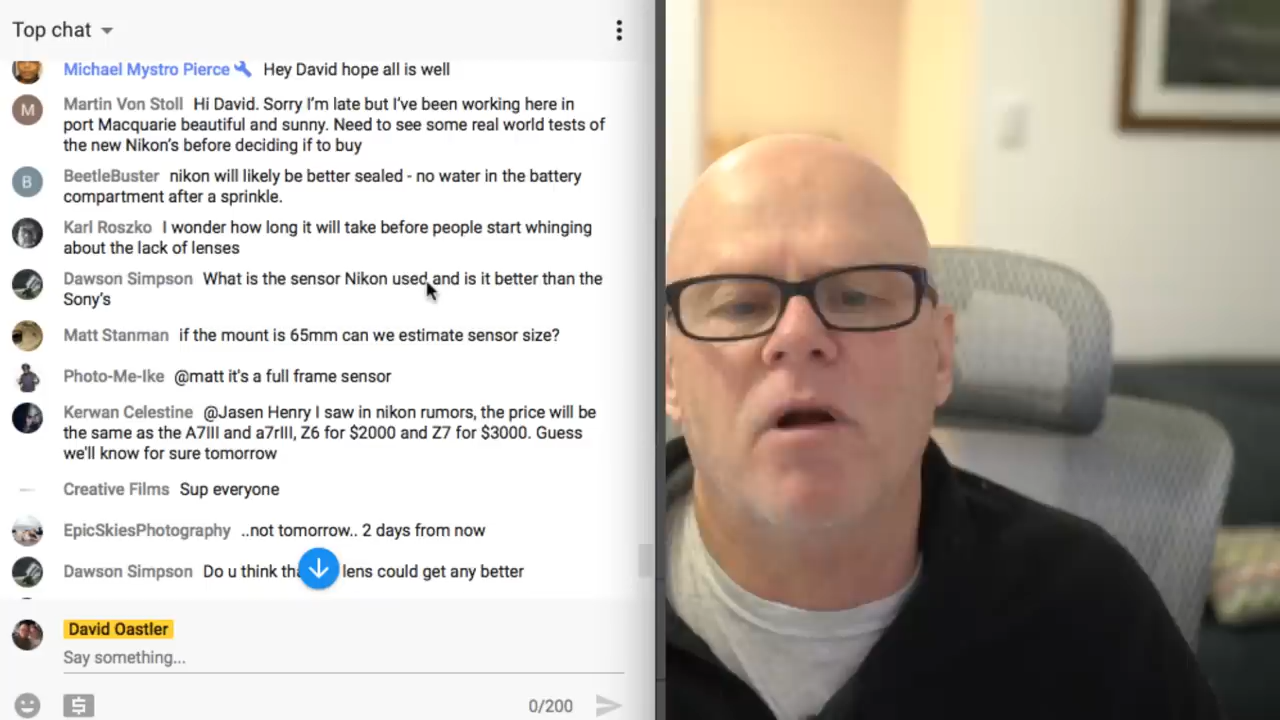 Top chat
Michael Mystro Pierce Hey David hope all is well
M Martin Von Stoll Hi David. Sorry I'm late but I've been working here in
port Macquarie beautiful and sunny. Need to see some real world tests of
the new Nikon's before deciding if to buy
B BeetleBuster nikon will likely be better sealed - no water in the battery
compartment after a sprinkle.
Karl Roszko I wonder how long it will take before people start whinging
about the lack of lenses
Dawson Simpson What is the sensor Nikon used and is it better than the
Sony's
Matt Stanman if the mount is 65mm can we estimate sensor size?
Photo-Me-Ike @matt it's a full frame sensor
Kerwan Celestine @Jasen Henry I saw in nikon rumors, the price will be
the same as the A7III and a7rIII, Z6 for $2000 and Z7 for $3000. Guess
we'll know for sure tomorrow
Creative Films Sup everyone
EpicSkiesPhotography ..not tomorrow.. 2 days from now
Dawson Simpson Do u think lens could get any better
David Oastler
Say something...
0/200